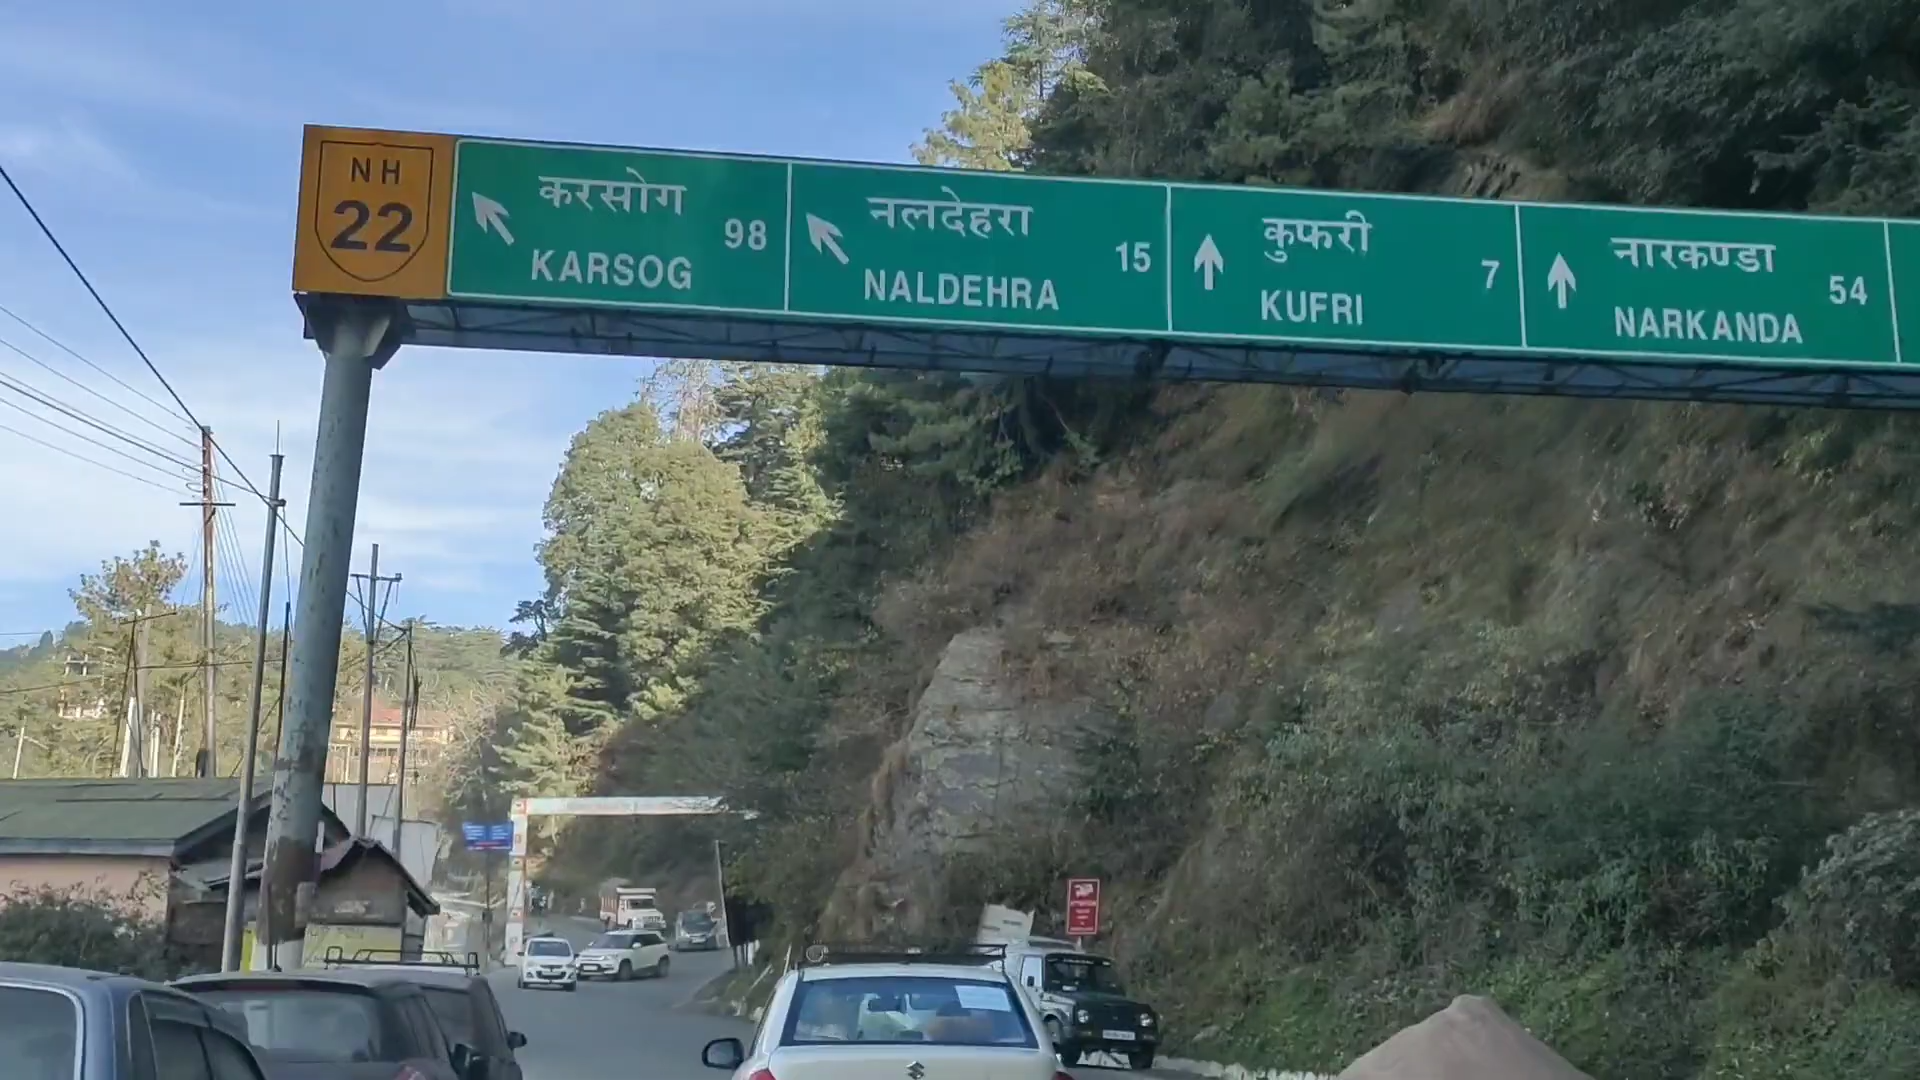 NH
22
करसोग
KARSOG
98
नलदेहरा
NALDEHRA
15
कुफरी
KUFRI
7
नारकण्डा
NARKANDA
54